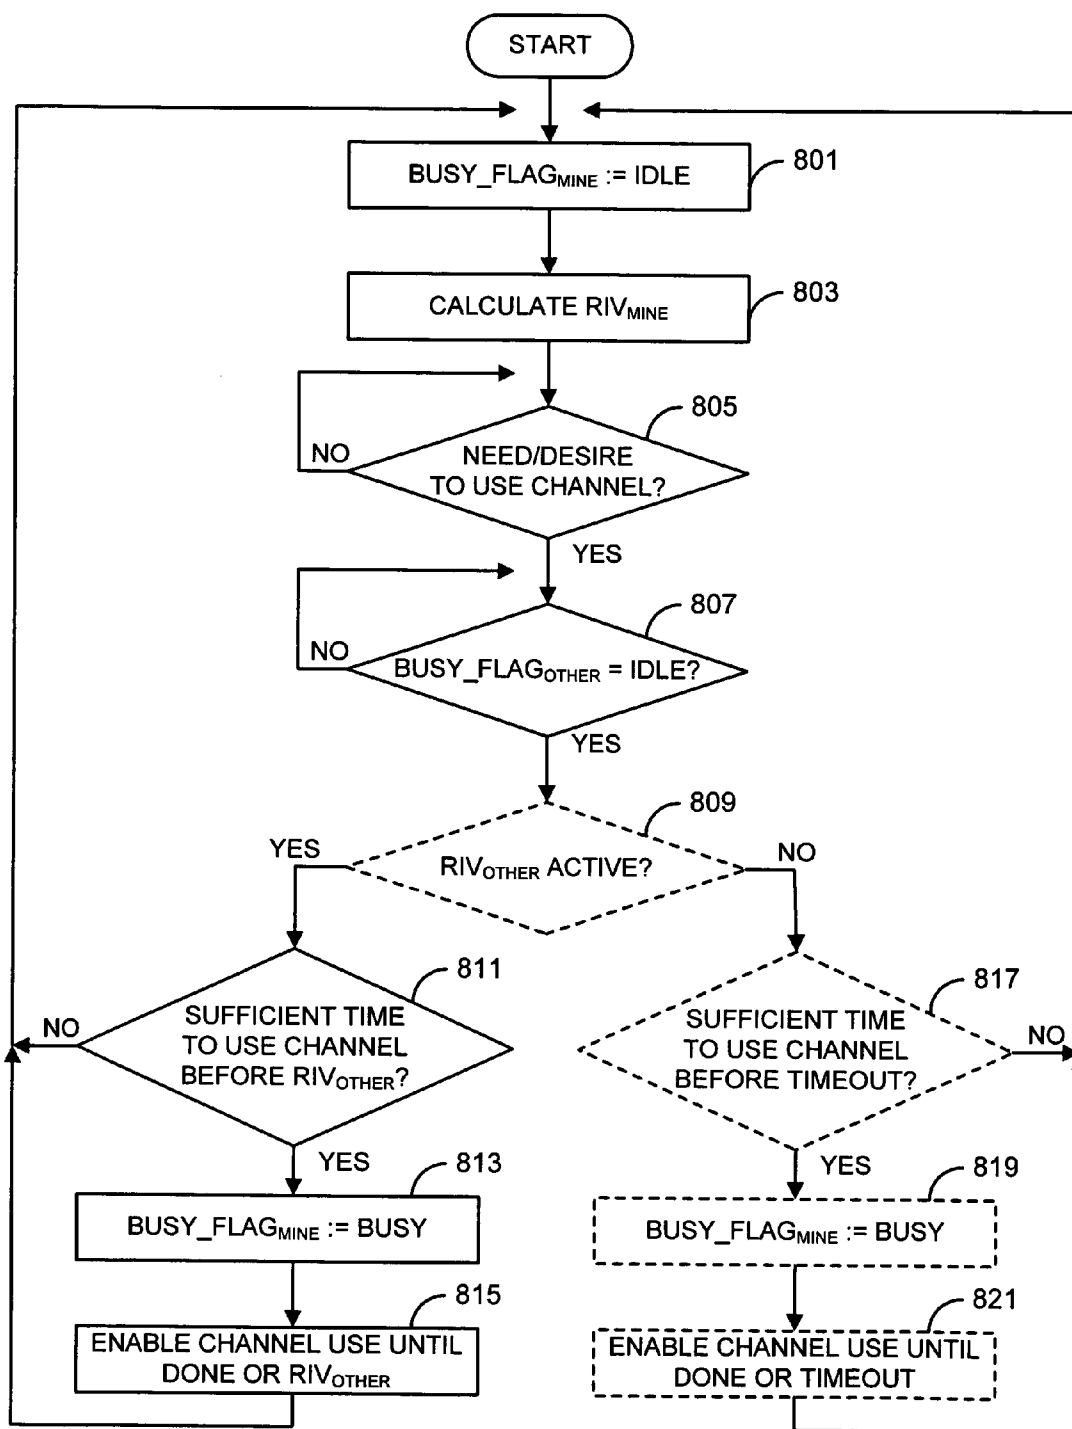 START
BUSY_FLAGMINE := IDLE
801
CALCULATE RIVMINE
803
805
NEED/DESIRE
TO USE CHANNEL?
NO
YES
807
BUSY_FLAGOTHER = IDLE?
NO
YES
809
RIVOTHER ACTIVE?
YES
NO
811
SUFFICIENT TIME
TO USE CHANNEL
BEFORE RIVOTHER?
NO
YES
813
BUSY_FLAGMINE := BUSY
815
ENABLE CHANNEL USE UNTIL
DONE OR RIVOTHER
817
SUFFICIENT TIME
TO USE CHANNEL
BEFORE TIMEOUT?
NO
YES
819
BUSY_FLAGMINE := BUSY
821
ENABLE CHANNEL USE UNTIL
DONE OR TIMEOUT